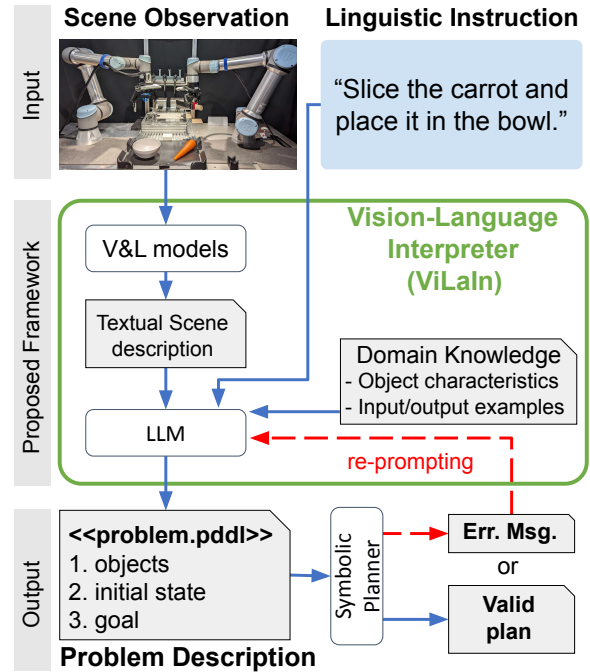 Scene Observation
Linguistic Instruction
Input
“Slice the carrot and
place it in the bowl.”
Proposed Framework
Vision-Language
Interpreter
(ViLaIn)
V&L models
Textual Scene
description
Domain Knowledge
- Object characteristics
- Input/output examples
LLM
re-prompting
Output
<<problem.pddl>>
1. objects
2. initial state
3. goal
Symbolic
Planner
Err. Msg.
or
Valid
plan
Problem Description